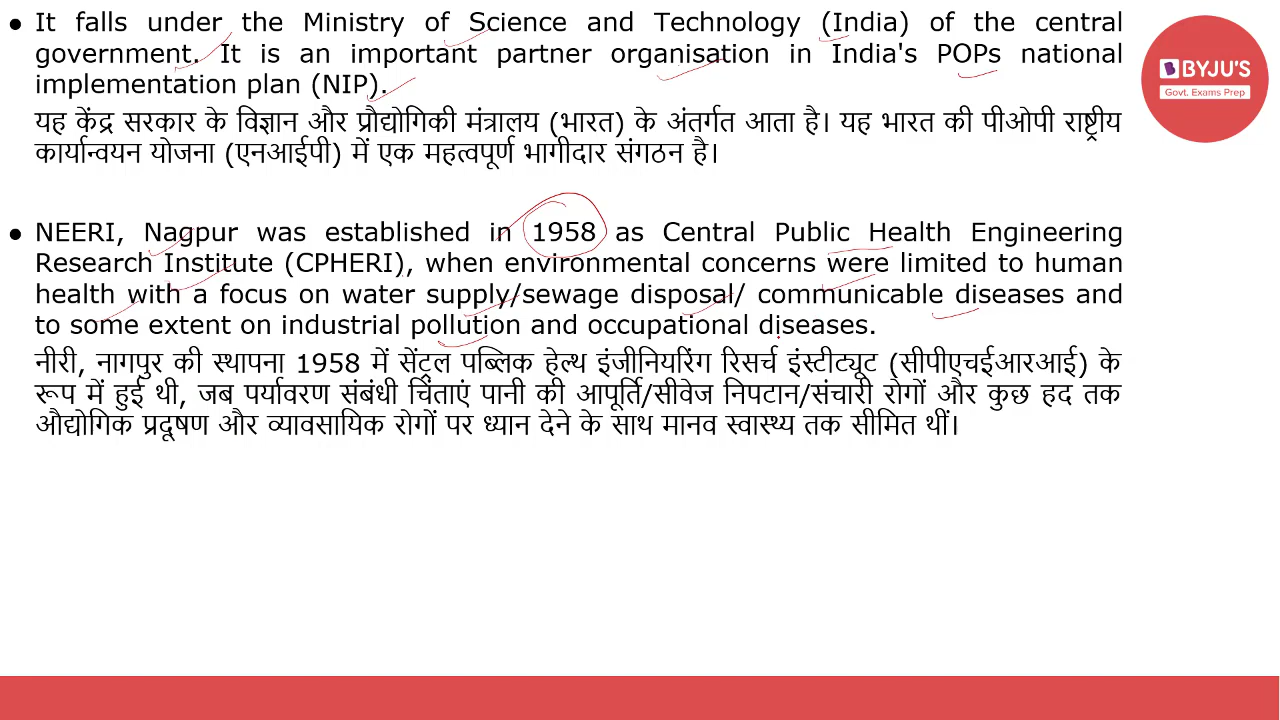 ● It falls under the Ministry of Science and Technology (India) of the central
government. It is an important partner organisation in India's POPs national
implementation plan (NIP).
यह केंद्र सरकार के विज्ञान और प्रौद्योगिकी मंत्रालय (भारत) के अंतर्गत आता है। यह भारत की पीओपी राष्ट्रीय
कार्यान्वयन योजना (एनआईपी) में एक महत्वपूर्ण भागीदार संगठन है।
● NEERI, Nagpur was established in 1958 as Central Public Health Engineering
Research Institute (CPHERI), when environmental concerns were limited to human
health with a focus on water supply/sewage disposal/ communicable diseases and
to some extent on industrial pollution and occupational diseases.
नीरी, नागपुर की स्थापना 1958 में सेंट्रल पब्लिक हेल्थ इंजीनियरिंग रिसर्च इंस्टीट्यूट (सीपीएचईआरआई) के
रूप में हुई थी, जब पर्यावरण संबंधी चिंताएं पानी की आपूर्ति/सीवेज निपटान/संचारी रोगों और कुछ हद तक
औद्योगिक प्रदूषण और व्यावसायिक रोगों पर ध्यान देने के साथ मानव स्वास्थ्य तक सीमित थीं।
BYJU'S
Govt. Exams Prep